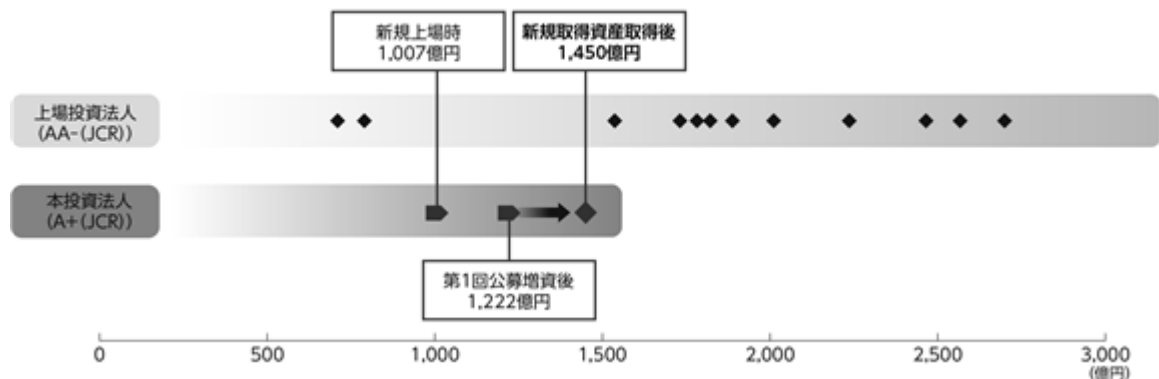 新規上場時
1,007億円
新規取得資産取得後
1,450億円
上場投資法人
(AA-(JCR))
本投資法人
(A+(JCR))
第1回公募増資後
1,222億円
0
500
1,000
1,500
2,000
2,500
3,000
(億円)